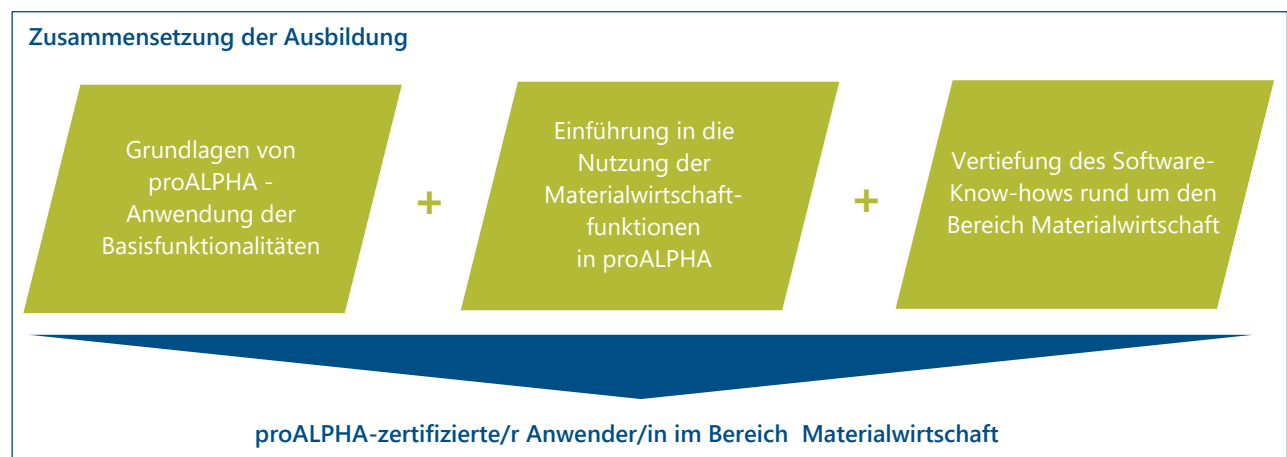 Zusammensetzung der Ausbildung
Grundlagen von
proALPHA -
Anwendung der
Basisfunktionalitäten
+
Einführung in die
Nutzung der
Materialwirtschaft-
funktionen
in proALPHA
+
Vertiefung des Software-
Know-hows rund um den
Bereich Materialwirtschaft
proALPHA-zertifizierte/r Anwender/in im Bereich Materialwirtschaft